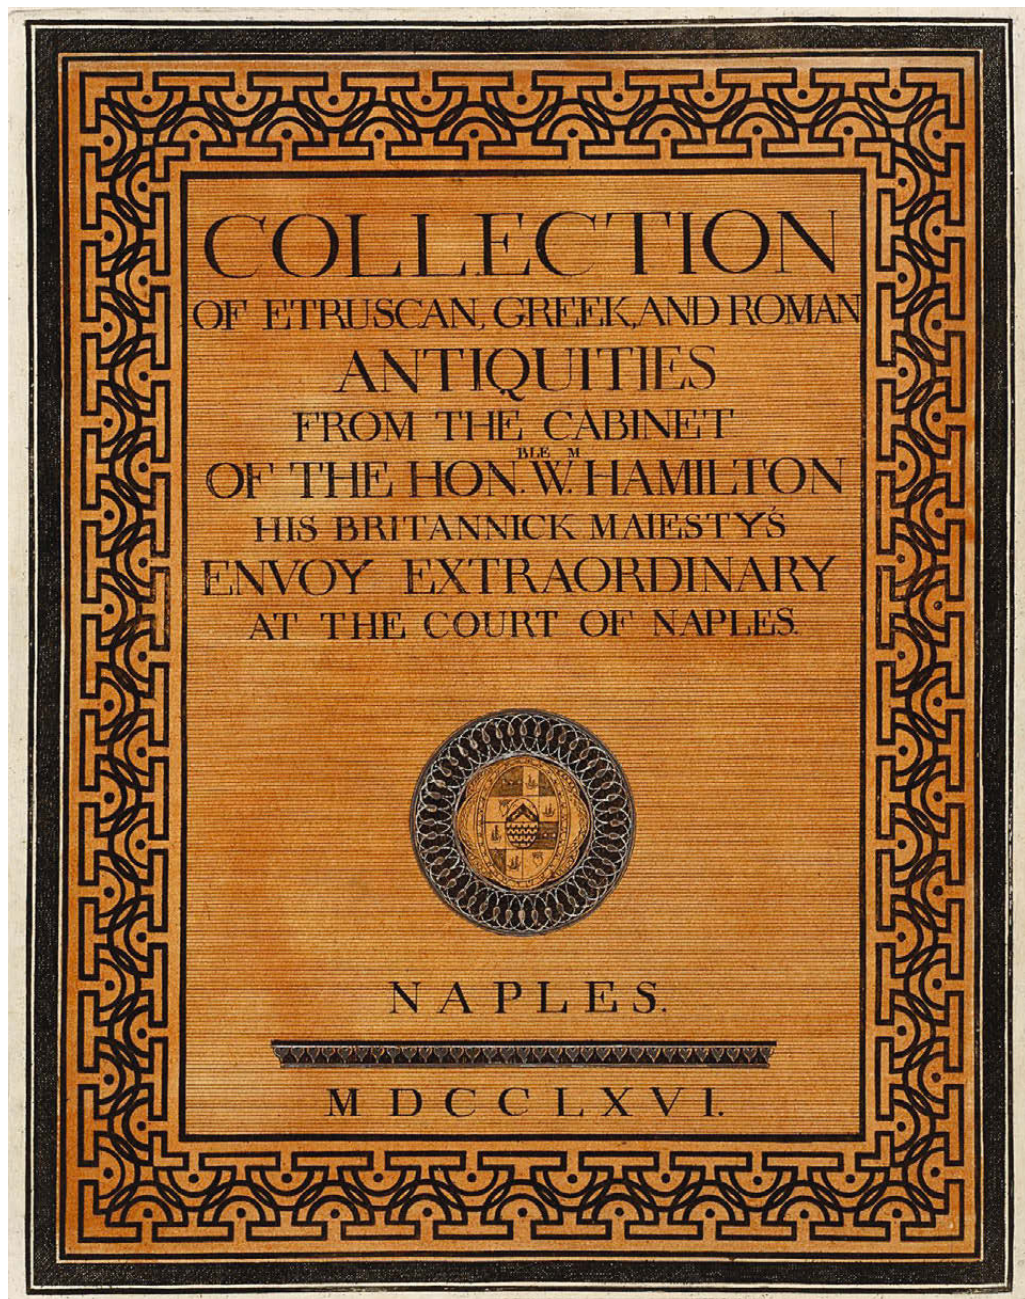 COLLECTION
OF ETRUSCAN, GREEK, AND ROMAN
ANTIQUITIES
FROM THE CABINET
OF THE HON.BLE W.M HAMILTON
HIS BRITANNICK MAIESTY'S
ENVOY EXTRAORDINARY
AT THE COURT OF NAPLES.
NAPLES.
MDCCLXVI.